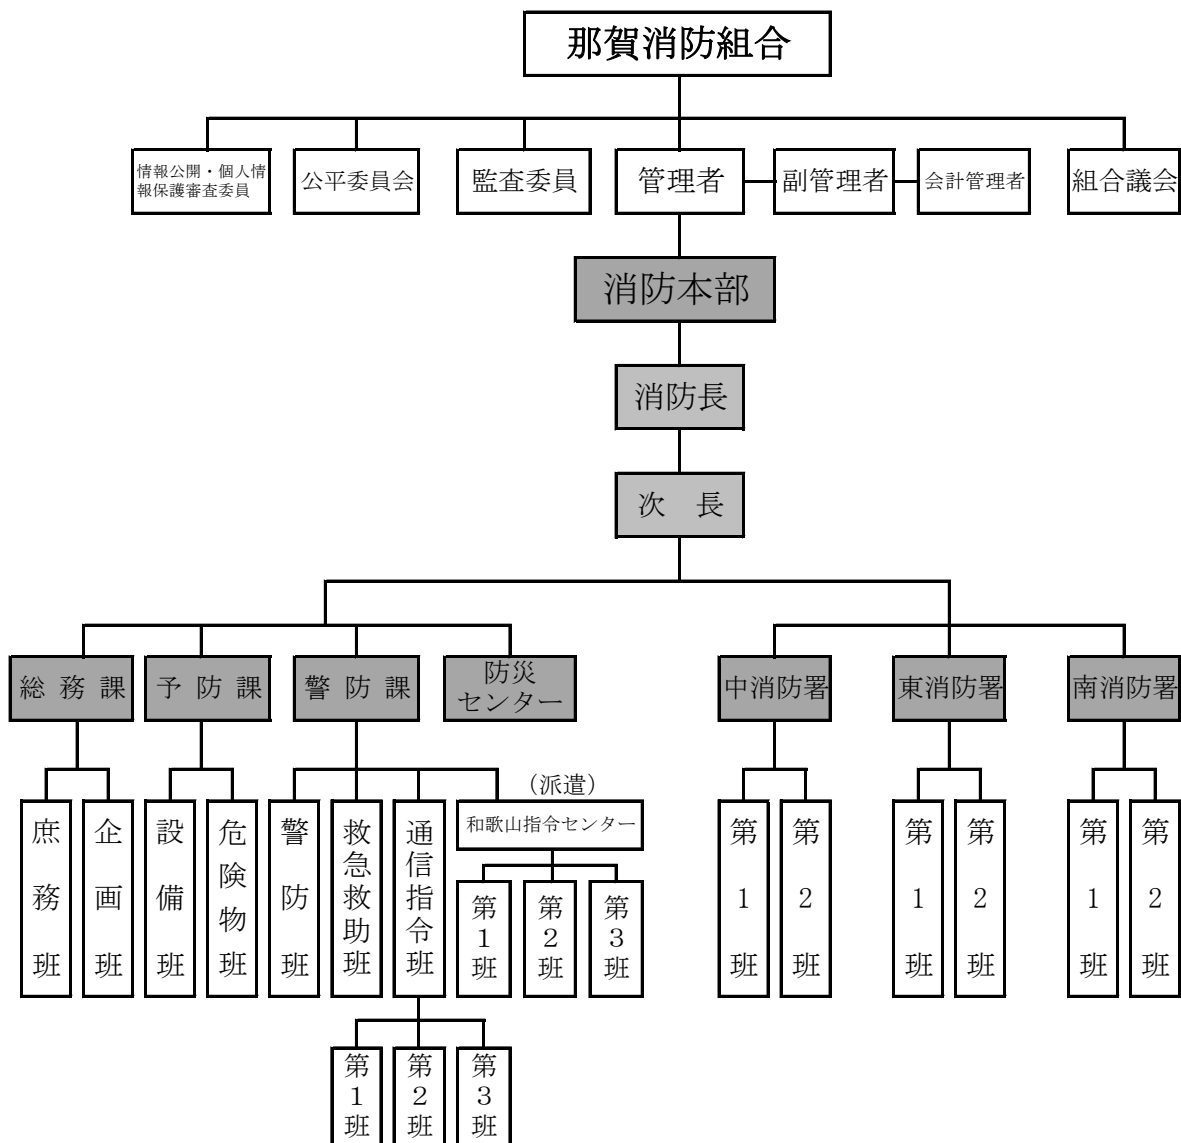 那賀消防組合
情報公開・個人情
報保護審査委員
公平委員会
監査委員
管理者
副管理者
会計管理者
組合議会
消防本部
消防長
次　長
総 務 課
予 防 課
警 防 課
防災
センター
中消防署
東消防署
南消防署
庶務班
企画班
設備班
危険物班
警防班
救急救助班
通信指令班
（派遣）
和歌山指令センター
第１班
第２班
第３班
第１班
第２班
第１班
第２班
第１班
第２班
第１班
第２班
第３班